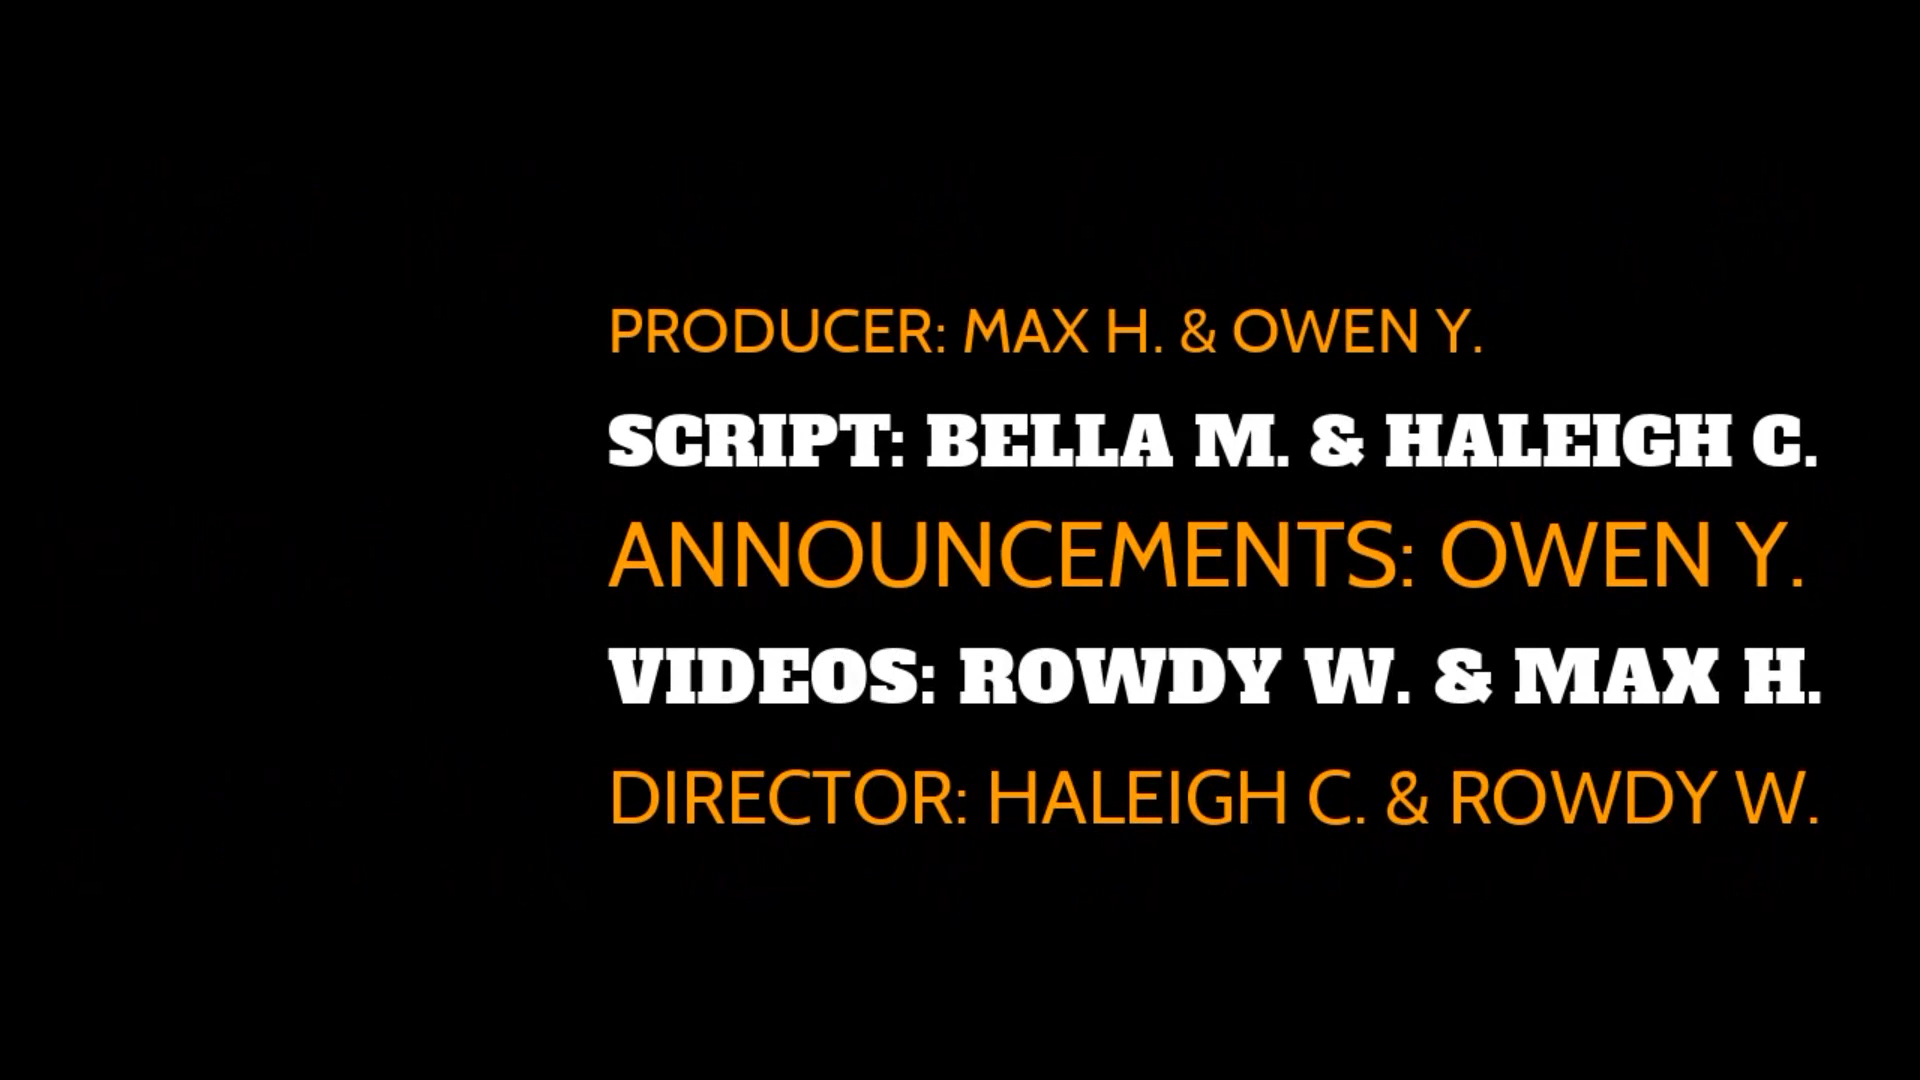 PRODUCER: MAX H. & OWEN Y.
SCRIPT: BELLA M. & HALEIGH C.
ANNOUNCEMENTS: OWEN Y.
VIDEOS: ROWDY W. & MAX H.
DIRECTOR: HALEIGH C. & ROWDY W.